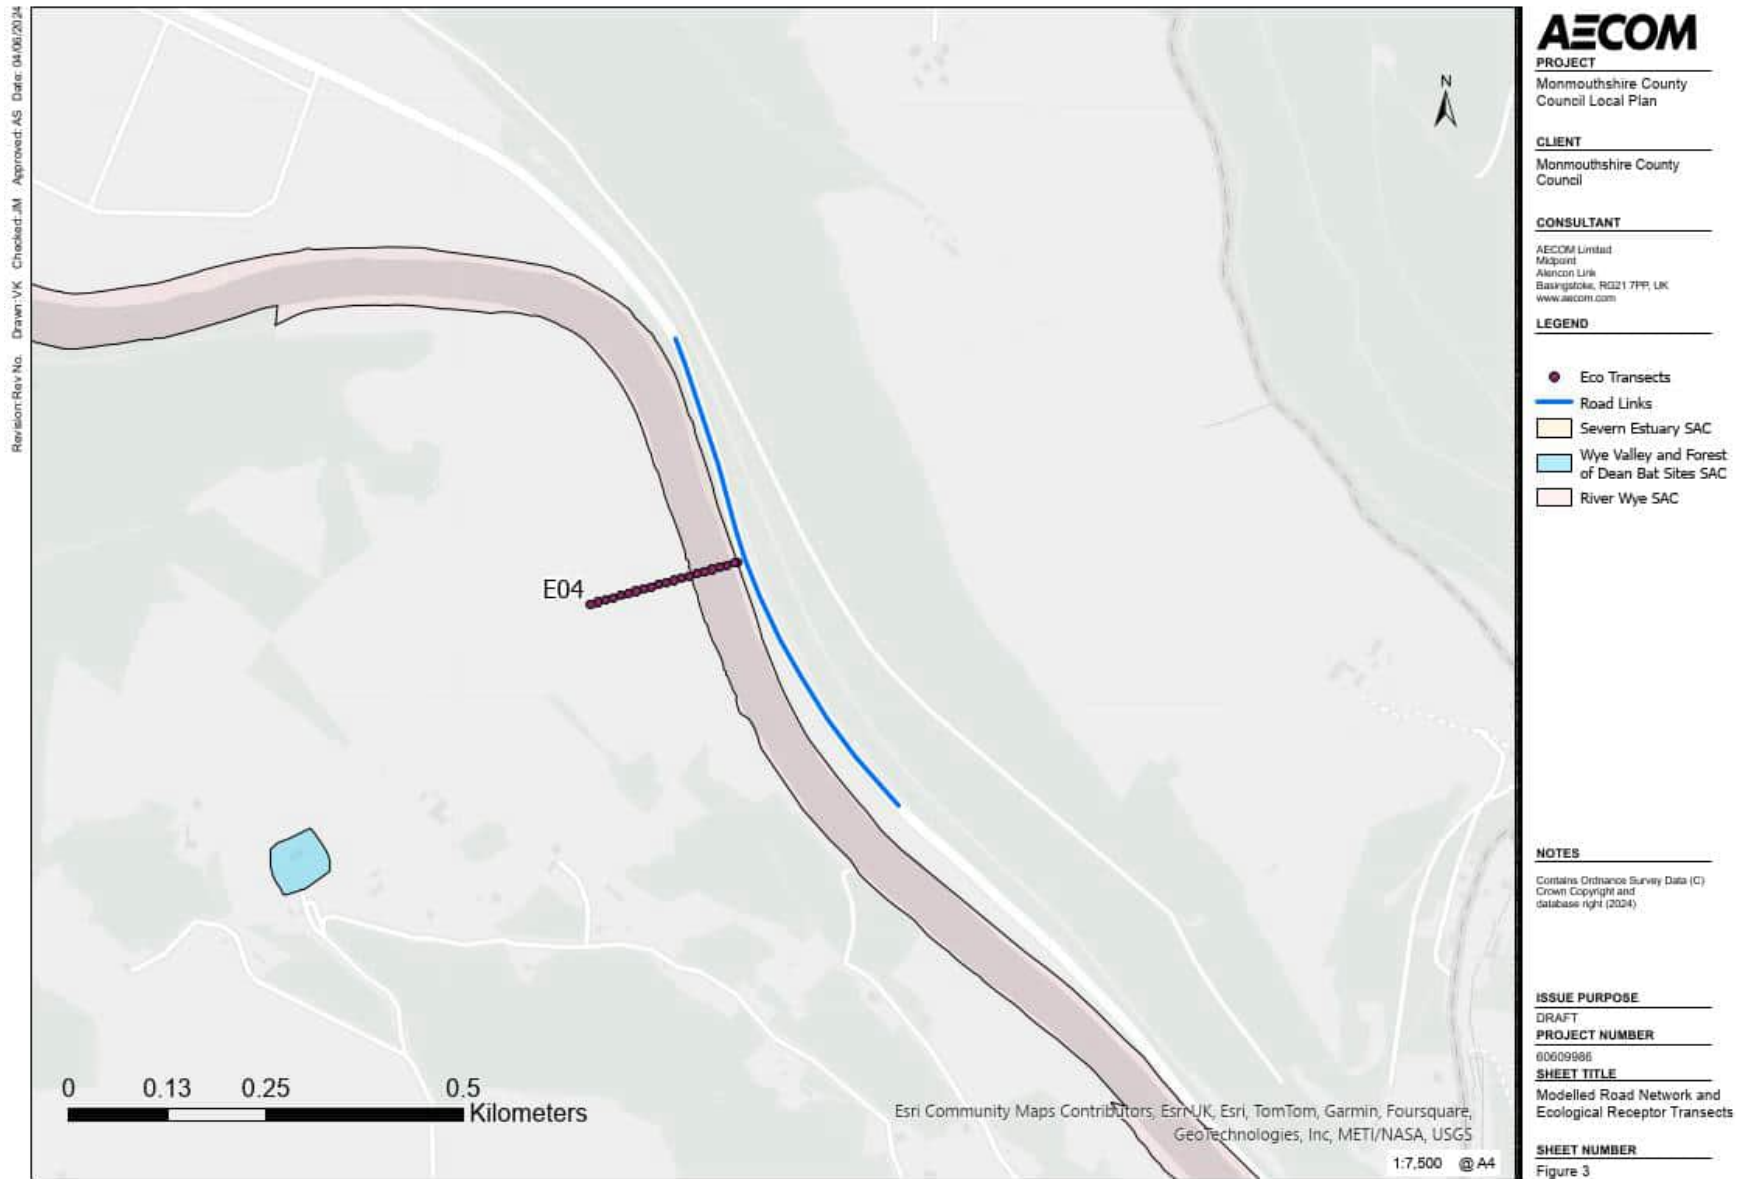 Revision:Rev No. Drawn:VK Checked:JM Approved:AS Date: 04/06/2024
N
E04
0 0.13 0.25 0.5
Kilometers
Esri Community Maps Contributors, Esri UK, Esri, TomTom, Garmin, Foursquare,
GeoTechnologies, Inc, METI/NASA, USGS
1:7,500 @ A4
AECOM
PROJECT
Monmouthshire County
Council Local Plan
CLIENT
Monmouthshire County
Council
CONSULTANT
AECOM Limited
Midpoint
Alencon Link
Basingstoke, RG21 7PP, UK
www.aecom.com
LEGEND
Eco Transects
Road Links
Severn Estuary SAC
Wye Valley and Forest
of Dean Bat Sites SAC
River Wye SAC
NOTES
Contains Ordnance Survey Data (C)
Crown Copyright and
database right (2024)
ISSUE PURPOSE
DRAFT
PROJECT NUMBER
60609986
SHEET TITLE
Modelled Road Network and
Ecological Receptor Transects
SHEET NUMBER
Figure 3